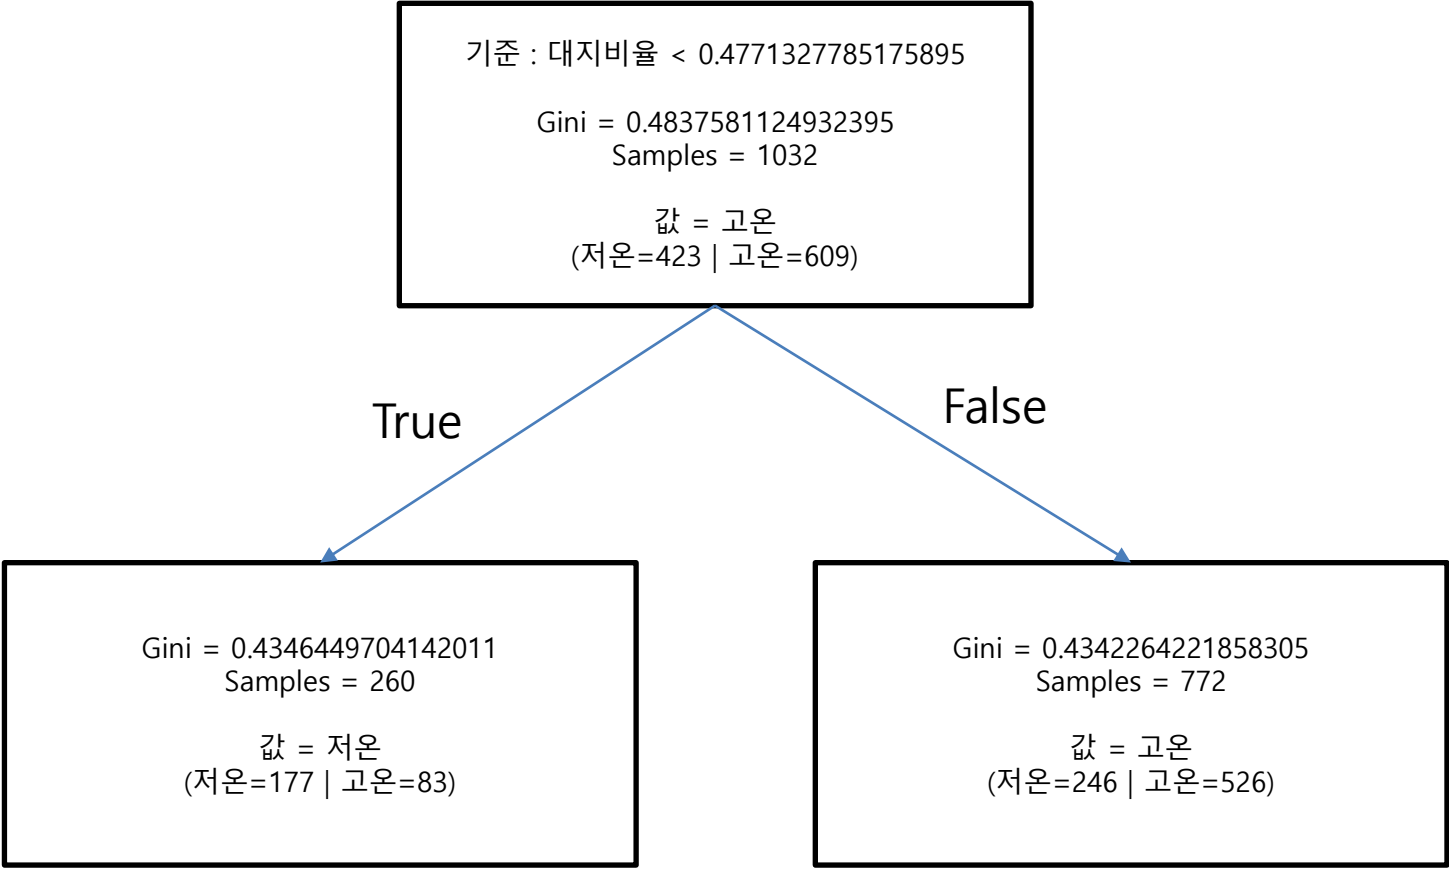 기준 : 대지비율 < 0.4771327785175895
Gini = 0.4837581124932395
Samples = 1032
값 = 고온
(저온=423 | 고온=609)
True
False
Gini = 0.4346449704142011
Samples = 260
값 = 저온
(저온=177 | 고온=83)
Gini = 0.4342264221858305
Samples = 772
값 = 고온
(저온=246 | 고온=526)